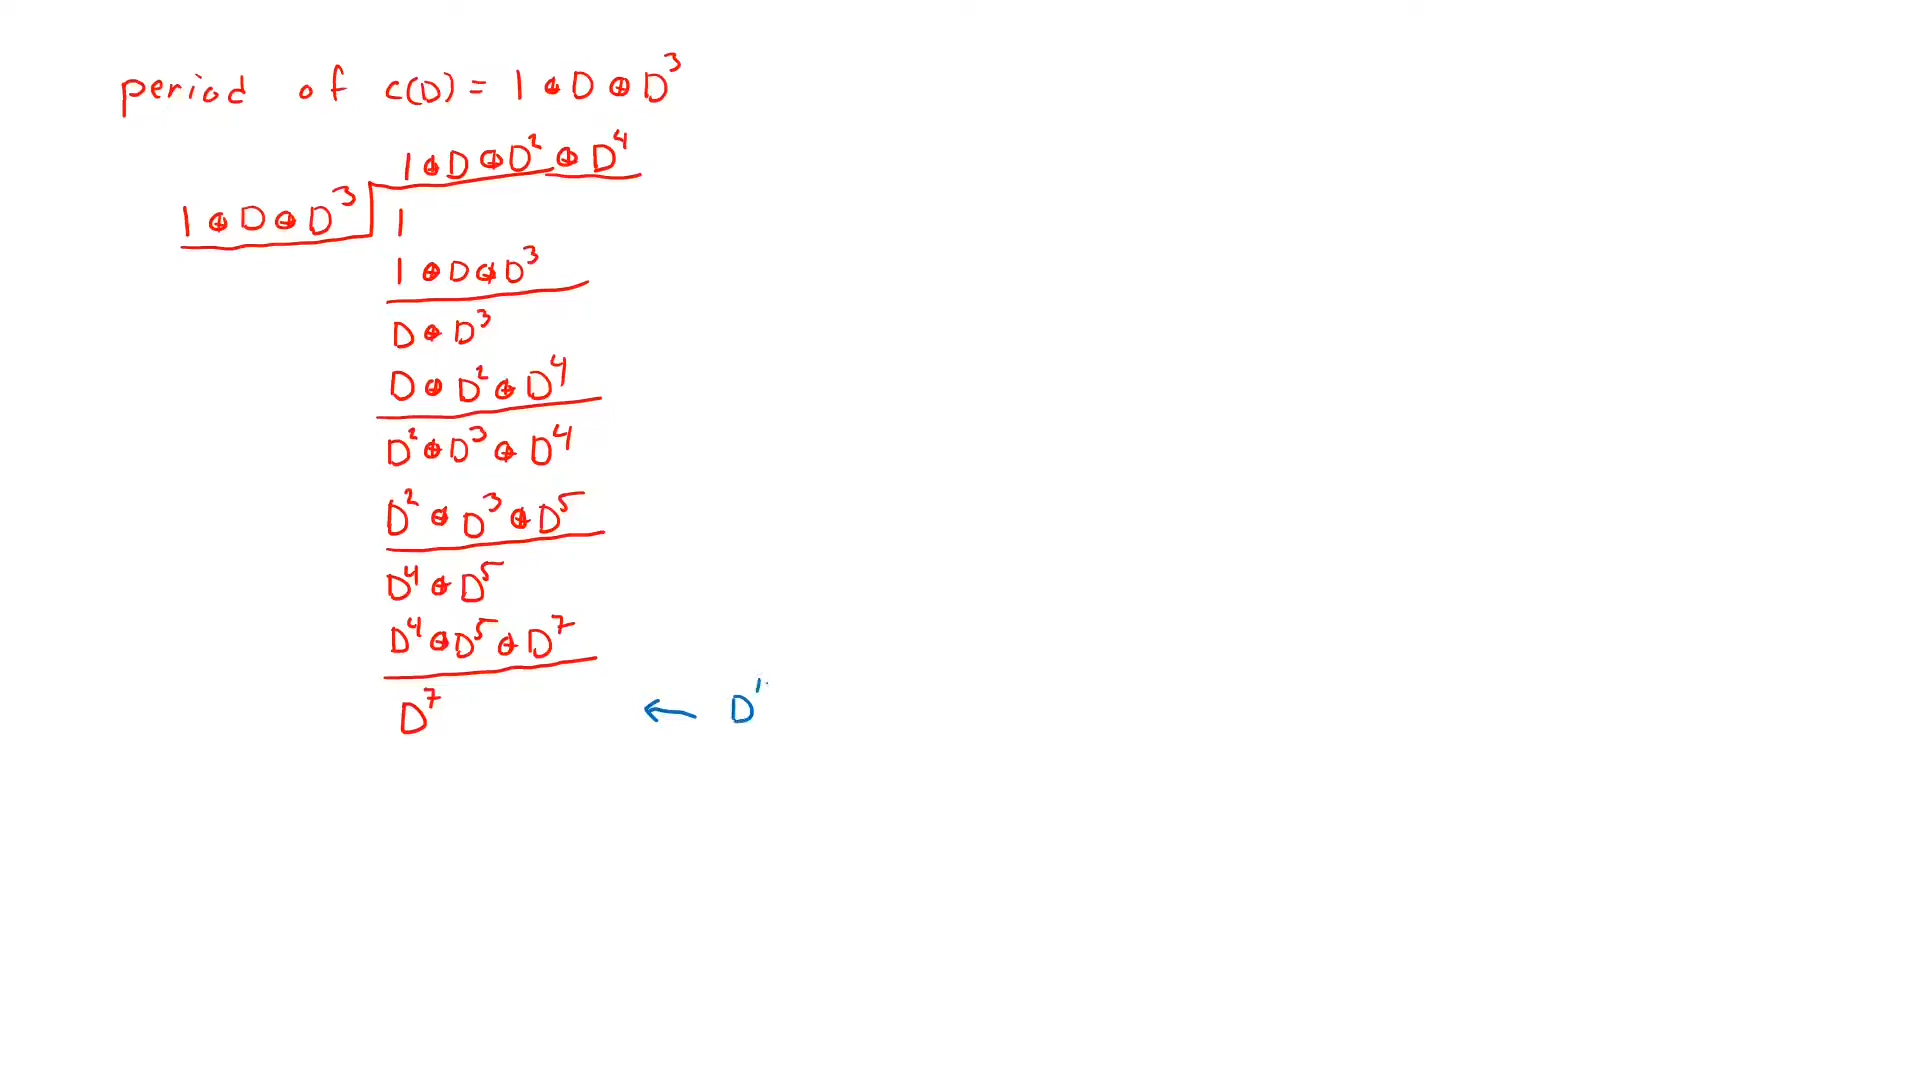 period of c(D) = 1 ⊕ D ⊕ D³
1 ⊕ D ⊕ D² ⊕ D⁴
1 ⊕ D ⊕ D³ 1
1 ⊕ D ⊕ D³
D ⊕ D³
D ⊕ D² ⊕ D⁴
D² ⊕ D³ ⊕ D⁴
D² ⊕ D³ ⊕ D⁵
D⁴ ⊕ D⁵
D⁴ ⊕ D⁵ ⊕ D⁷
D⁷ ← D